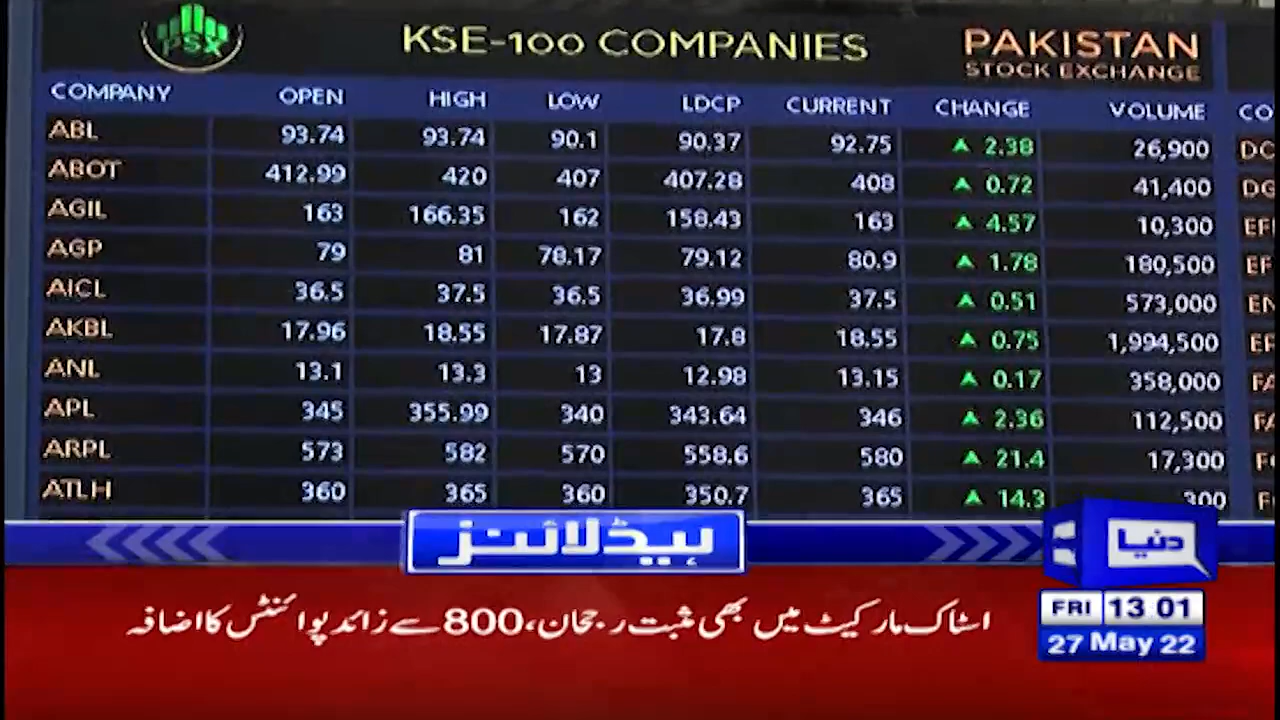 PSX
KSE-100 COMPANIES
PAKISTAN
STOCK EXCHANGE
COMPANY OPEN HIGH LOW LDCP CURRENT CHANGE VOLUME CO
ABL 93.74 93.74 90.1 90.37 92.75 ▲ 2.38 26,900 DC
ABOT 412.99 420 407 407.28 408 ▲ 0.72 41,400 DG
AGIL 163 166.35 162 158.43 163 ▲ 4.57 10,300
AGP 79 81 78.17 79.12 80.9 ▲ 1.78 180,500 EF
AICL 36.5 37.5 36.5 36.99 37.5 ▲ 0.51 573,000 EN
AKBL 17.96 18.55 17.87 17.8 18.55 ▲ 0.75 1,994,500
ANL 13.1 13.3 13 12.98 13.15 ▲ 0.17 358,000 FA
APL 345 355.99 340 343.64 346 ▲ 2.36 112,500 FA
ARPL 573 582 570 558.6 580 ▲ 21.4 17,300
ATLH 360 365 360 350.7 365 ▲ 14.3 300
ہیڈلائنز
دنیا
اسٹاک مارکیٹ میں بھی مثبت رجحان، 800 سے زائد پوائنٹس کا اضافہ
FRI 13 01
27 May 22